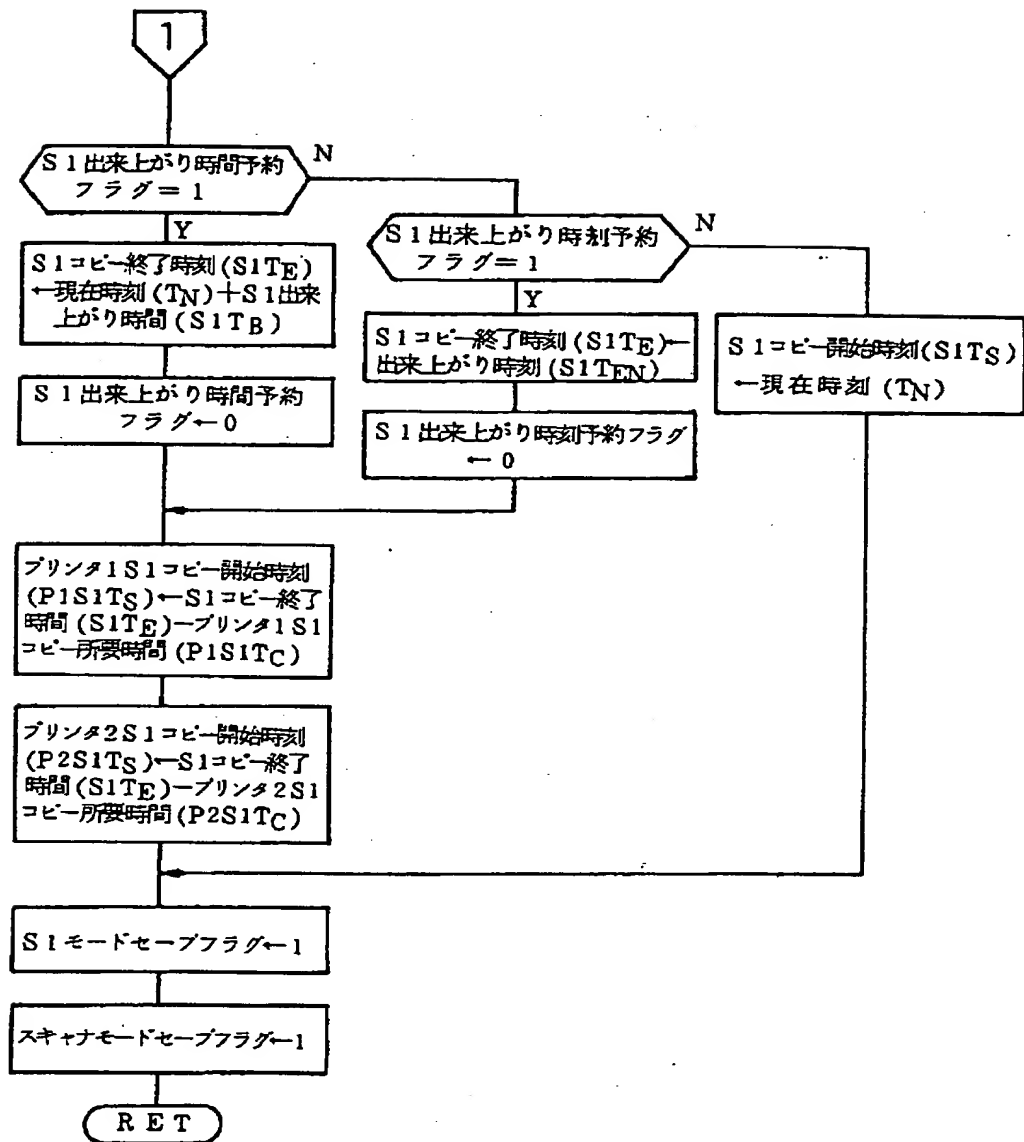 1
S1出来上がり時間予約
フラグ=1
N
Y
S1コピー終了時刻(S1TE)
←現在時刻(TN)+S1出来
上がり時間(S1TB)
S1出来上がり時間予約
フラグ←0
S1出来上がり時刻予約
フラグ=1
N
Y
S1コピー終了時刻(S1TE)←
出来上がり時刻(S1TEN)
S1出来上がり時刻予約フラグ
←0
S1コピー開始時刻(S1TS)
←現在時刻(TN)
プリンタ1S1コピー開始時刻
(P1S1TS)←S1コピー終了
時間(S1TE)ープリンタ1S1
コピー所要時間(P1S1TC)
プリンタ2S1コピー開始時刻
(P2S1TS)←S1コピー終了
時間(S1TE)ープリンタ2S1
コピー所要時間(P2S1TC)
S1モードセーブフラグ←1
スキャナモードセーブフラグ←1
RET